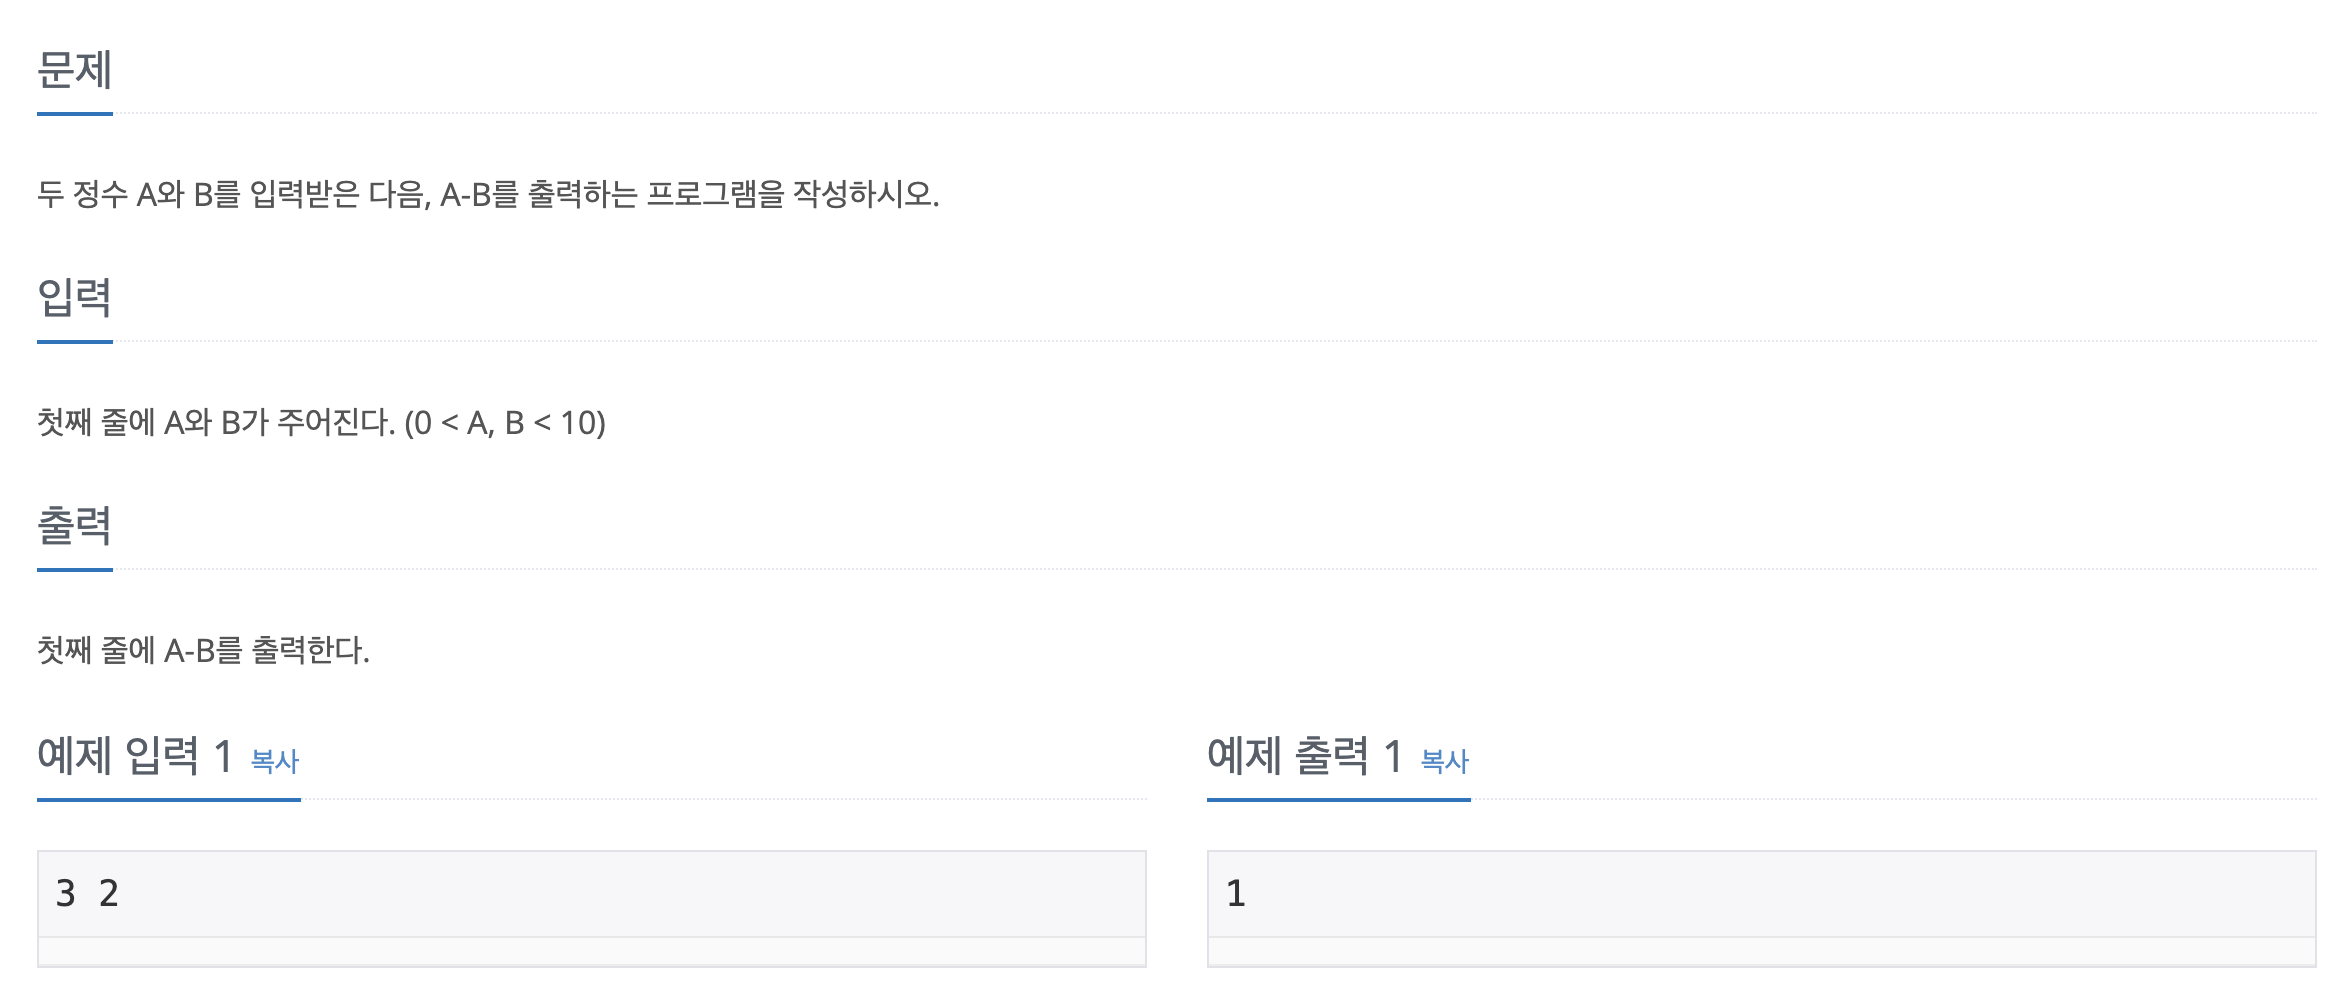 문제
두 정수 A와 B를 입력받은 다음, A-B를 출력하는 프로그램을 작성하시오.
입력
첫째 줄에 A와 B가 주어진다. (0 < A, B < 10)
출력
첫째 줄에 A-B를 출력한다.
예제 입력 1 복사
3 2
예제 출력 1 복사
1